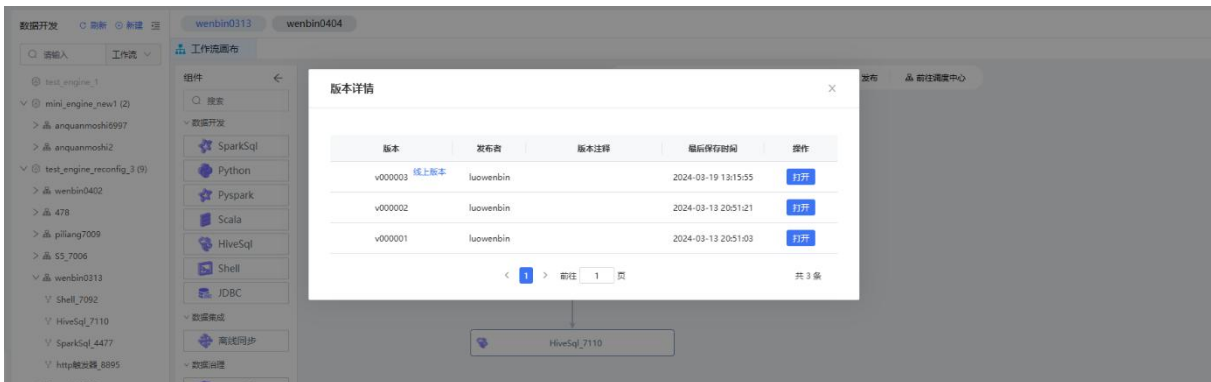 数据开发 刷新 新建
请输入 工作流
test_engine_1
mini_engine_new1 (2)
anquanmoshi6997
anquanmoshi2
test_engine_reconfig_3 (9)
wenbin0402
478
piliang7009
S5_7006
wenbin0313
Shell_7092
HiveSql_7110
SparkSql_4477
http触发器_8895
wenbin0313 wenbin0404
工作流画布
组件
搜索
数据开发
SparkSql
Python
Pyspark
Scala
HiveSql
Shell
JDBC
数据集成
离线同步
数据治理
发布 前往调度中心
版本详情
版本 发布者 版本注释 最后保存时间 操作
v000003 线上版本 luowenbin 2024-03-19 13:15:55 打开
v000002 luowenbin 2024-03-13 20:51:21 打开
v000001 luowenbin 2024-03-13 20:51:03 打开
1 前往 1 页 共 3 条
HiveSql_7110